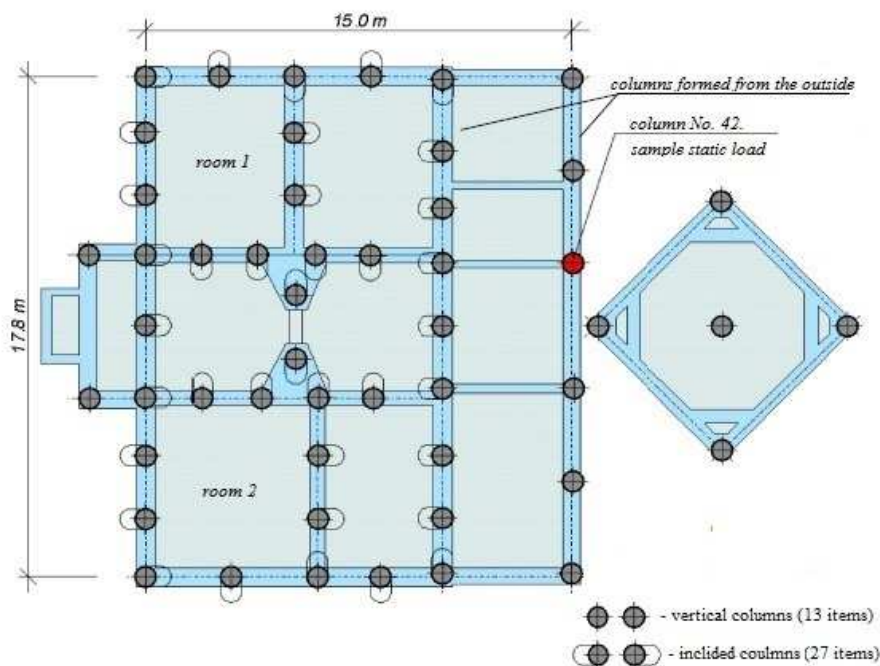 15.0 m
columns formed from the outside
column No. 42.
sample static load
room 1
17.8 m
room 2
- vertical columns (13 items)
- inclided coulmns (27 items)